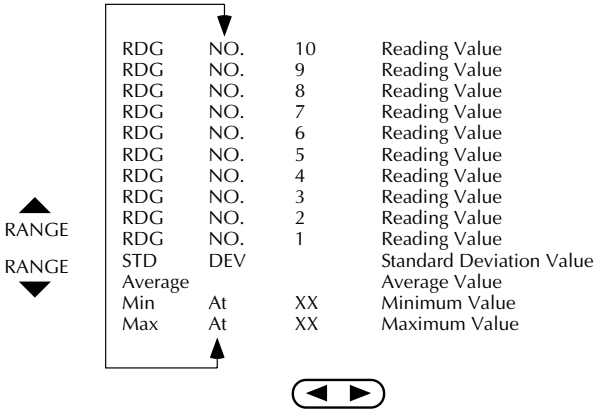 RDG NO. 10 Reading Value
RDG NO. 9 Reading Value
RDG NO. 8 Reading Value
RDG NO. 7 Reading Value
RDG NO. 6 Reading Value
RDG NO. 5 Reading Value
RDG NO. 4 Reading Value
RDG NO. 3 Reading Value
RDG NO. 2 Reading Value
RDG NO. 1 Reading Value
STD DEV Standard Deviation Value
Average Average Value
Min At XX Minimum Value
Max At XX Maximum Value
RANGE
RANGE